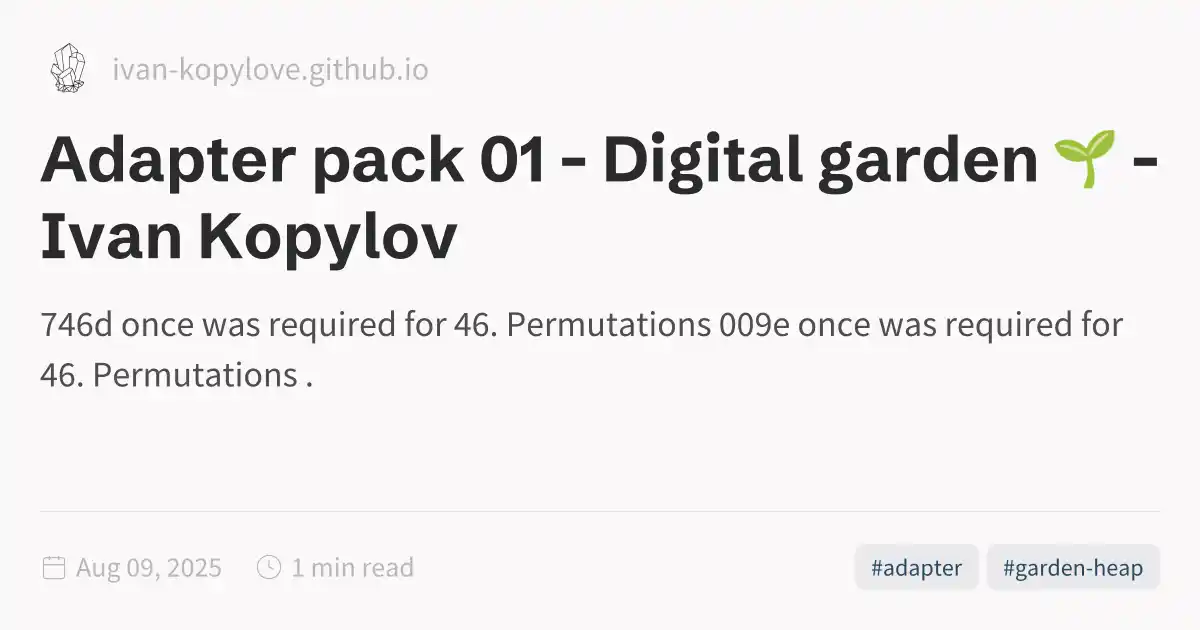 ivan-kopylove.github.io
Adapter pack 01 - Digital garden 🌱 -
Ivan Kopylov
746d once was required for 46. Permutations 009e once was required for
46. Permutations .
Aug 09, 2025
1 min read
#adapter
#garden-heap